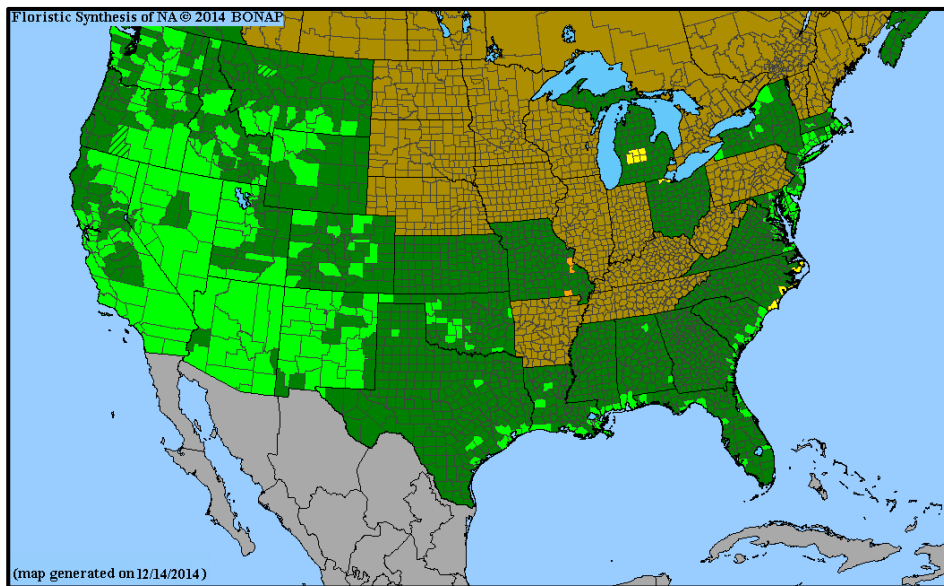 Floristic Synthesis of NA © 2014 BONAP
(map generated on 12/14/2014)